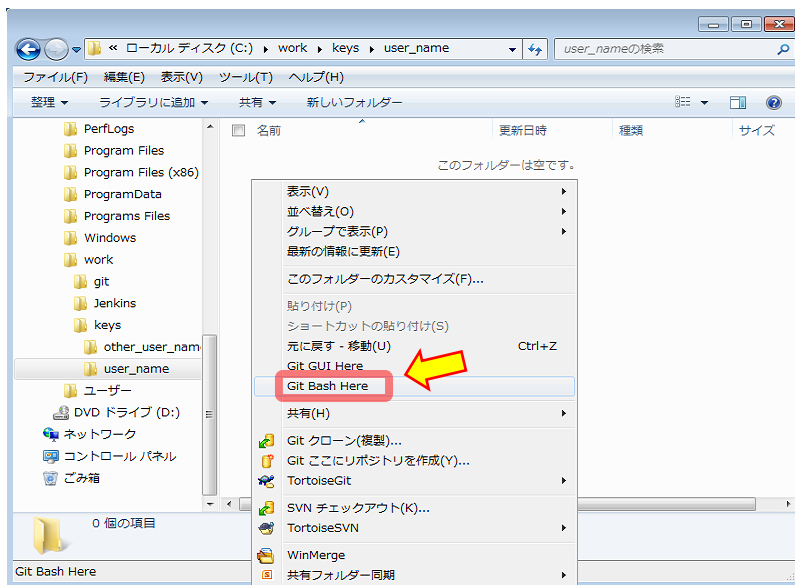 « ローカル ディスク (C:) ▸ work ▸ keys ▸ user_name
user_nameの検索
ファイル(F) 編集(E) 表示(V) ツール(T) ヘルプ(H)
整理 ライブラリに追加 共有 新しいフォルダー
PerfLogs
Program Files
Program Files (x86)
ProgramData
Programs Files
Windows
work
git
Jenkins
keys
other_user_nam
user_name
ユーザー
DVD ドライブ (D:)
ネットワーク
コントロール パネル
ごみ箱
名前 更新日時 種類 サイズ
このフォルダーは空です。
表示(V)
並べ替え(O)
グループで表示(P)
最新の情報に更新(E)
このフォルダーのカスタマイズ(F)...
貼り付け(P)
ショートカットの貼り付け(S)
元に戻す - 移動(U) Ctrl+Z
Git GUI Here
Git Bash Here
共有(H)
Git クローン(複製)...
Git ここにリポジトリを作成(Y)...
TortoiseGit
SVN チェックアウト(K)...
TortoiseSVN
WinMerge
共有フォルダー同期
0 個の項目
Git Bash Here